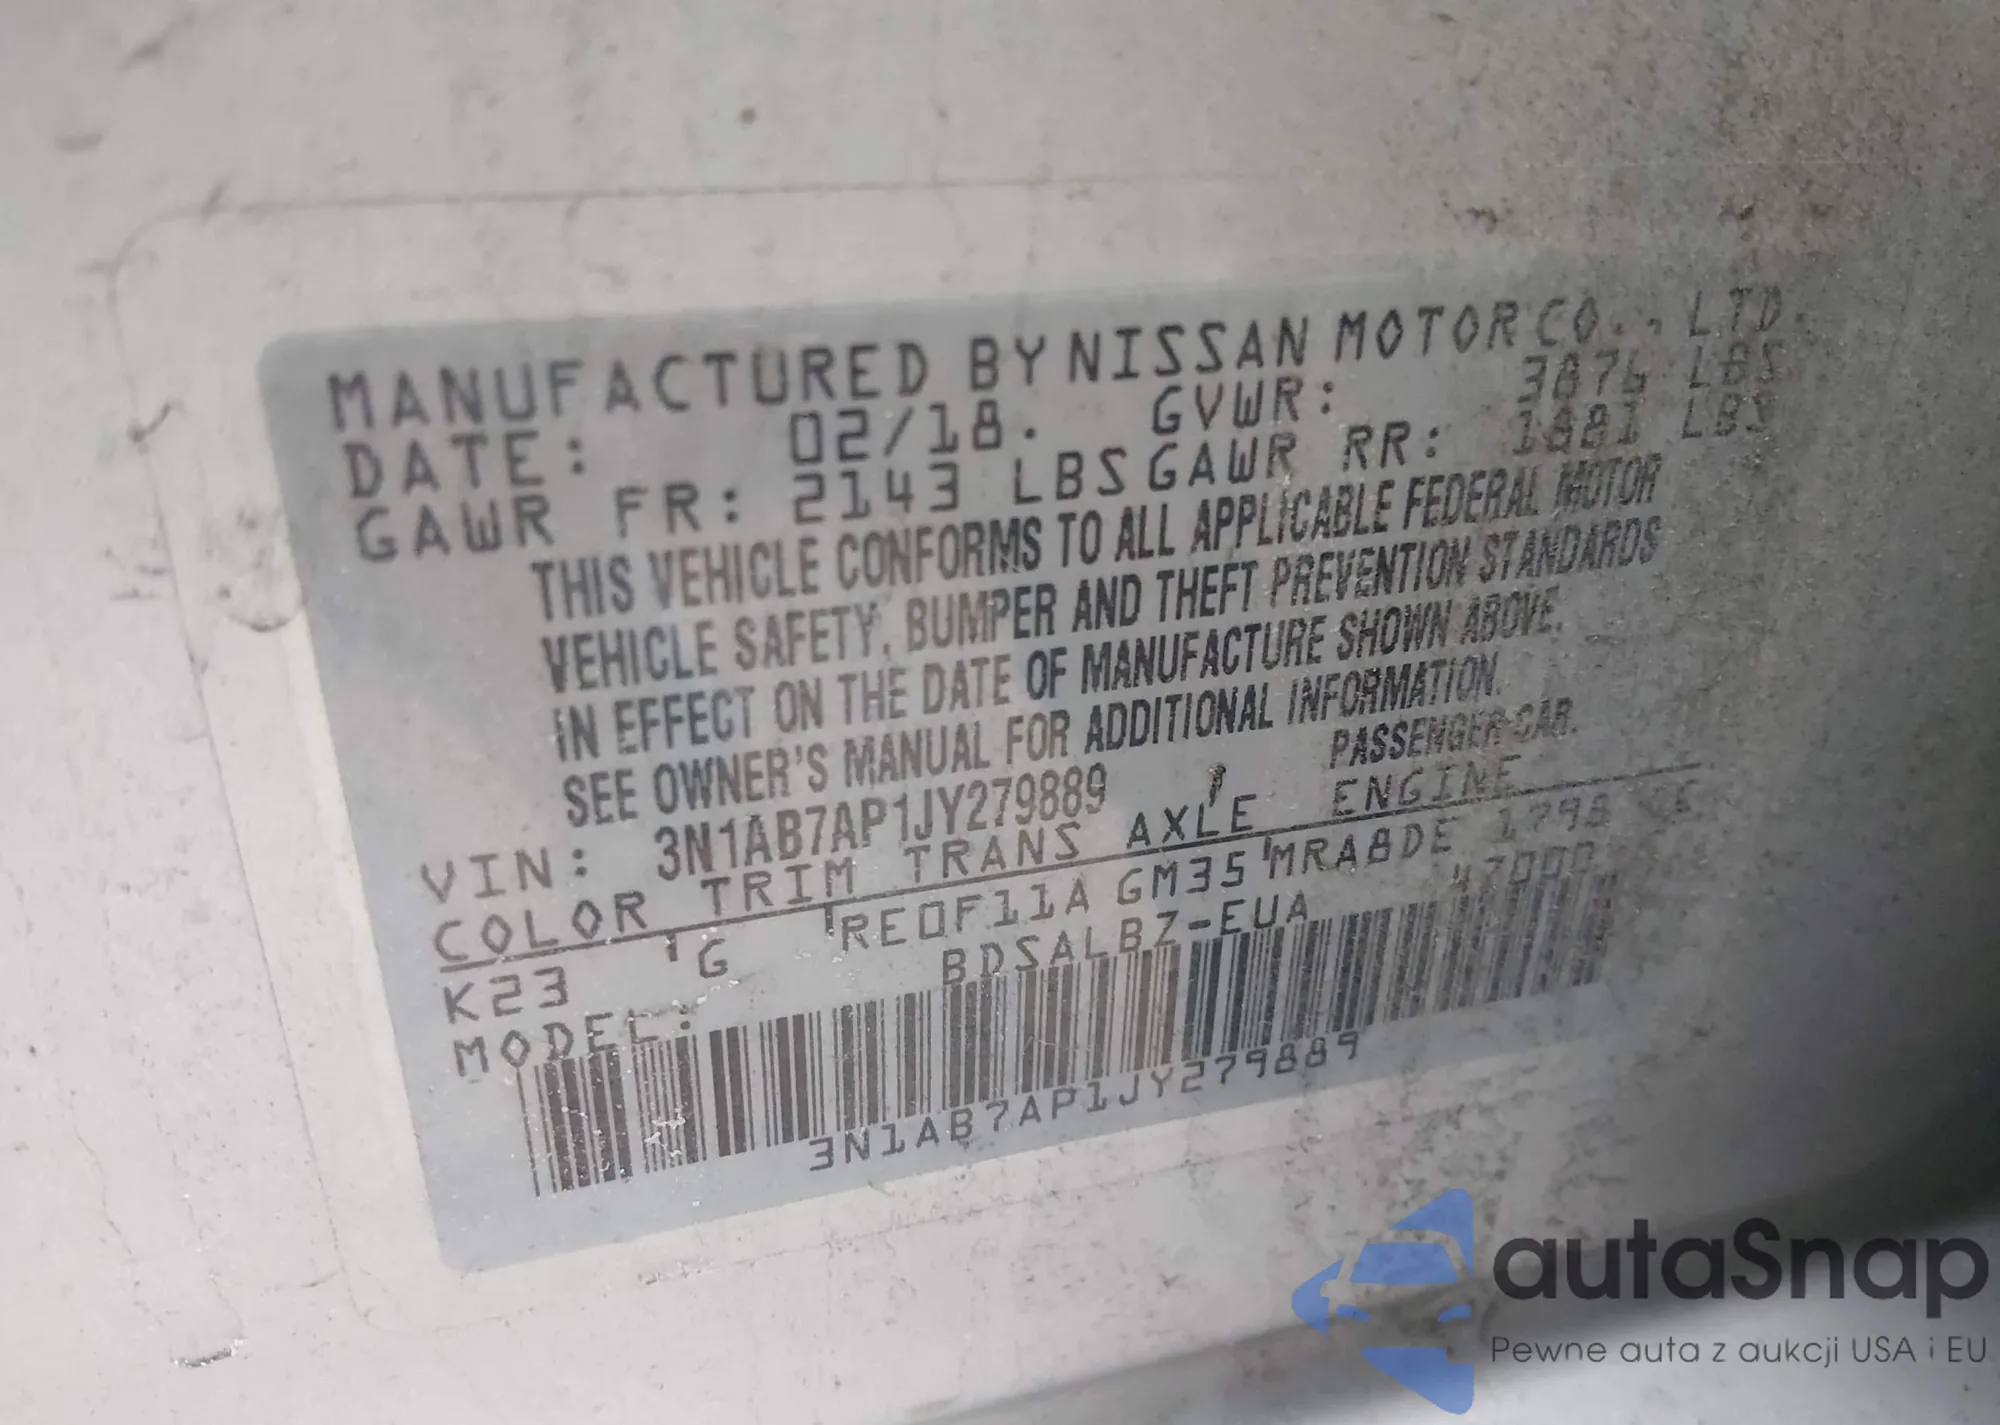 MANUFACTURED BY NISSAN MOTOR CO., LTD.
DATE: 02/18. GVWR: 3876 LBS
GAWR FR: 2143 LBS GAWR RR: 1881 LBS
THIS VEHICLE CONFORMS TO ALL APPLICABLE FEDERAL MOTOR
VEHICLE SAFETY, BUMPER AND THEFT PREVENTION STANDARDS
IN EFFECT ON THE DATE OF MANUFACTURE SHOWN ABOVE.
SEE OWNER'S MANUAL FOR ADDITIONAL INFORMATION.
VIN: 3N1AB7AP1JY279889 PASSENGER CAR.
COLOR TRIM TRANS AXLE ENGINE
K23 G RE0F11A GM35 MRA8DE 1798
MODEL: BDSALBZ-EUA
3N1AB7AP1JY279889
autaSnap
Pewne auta z aukcji USA i EU